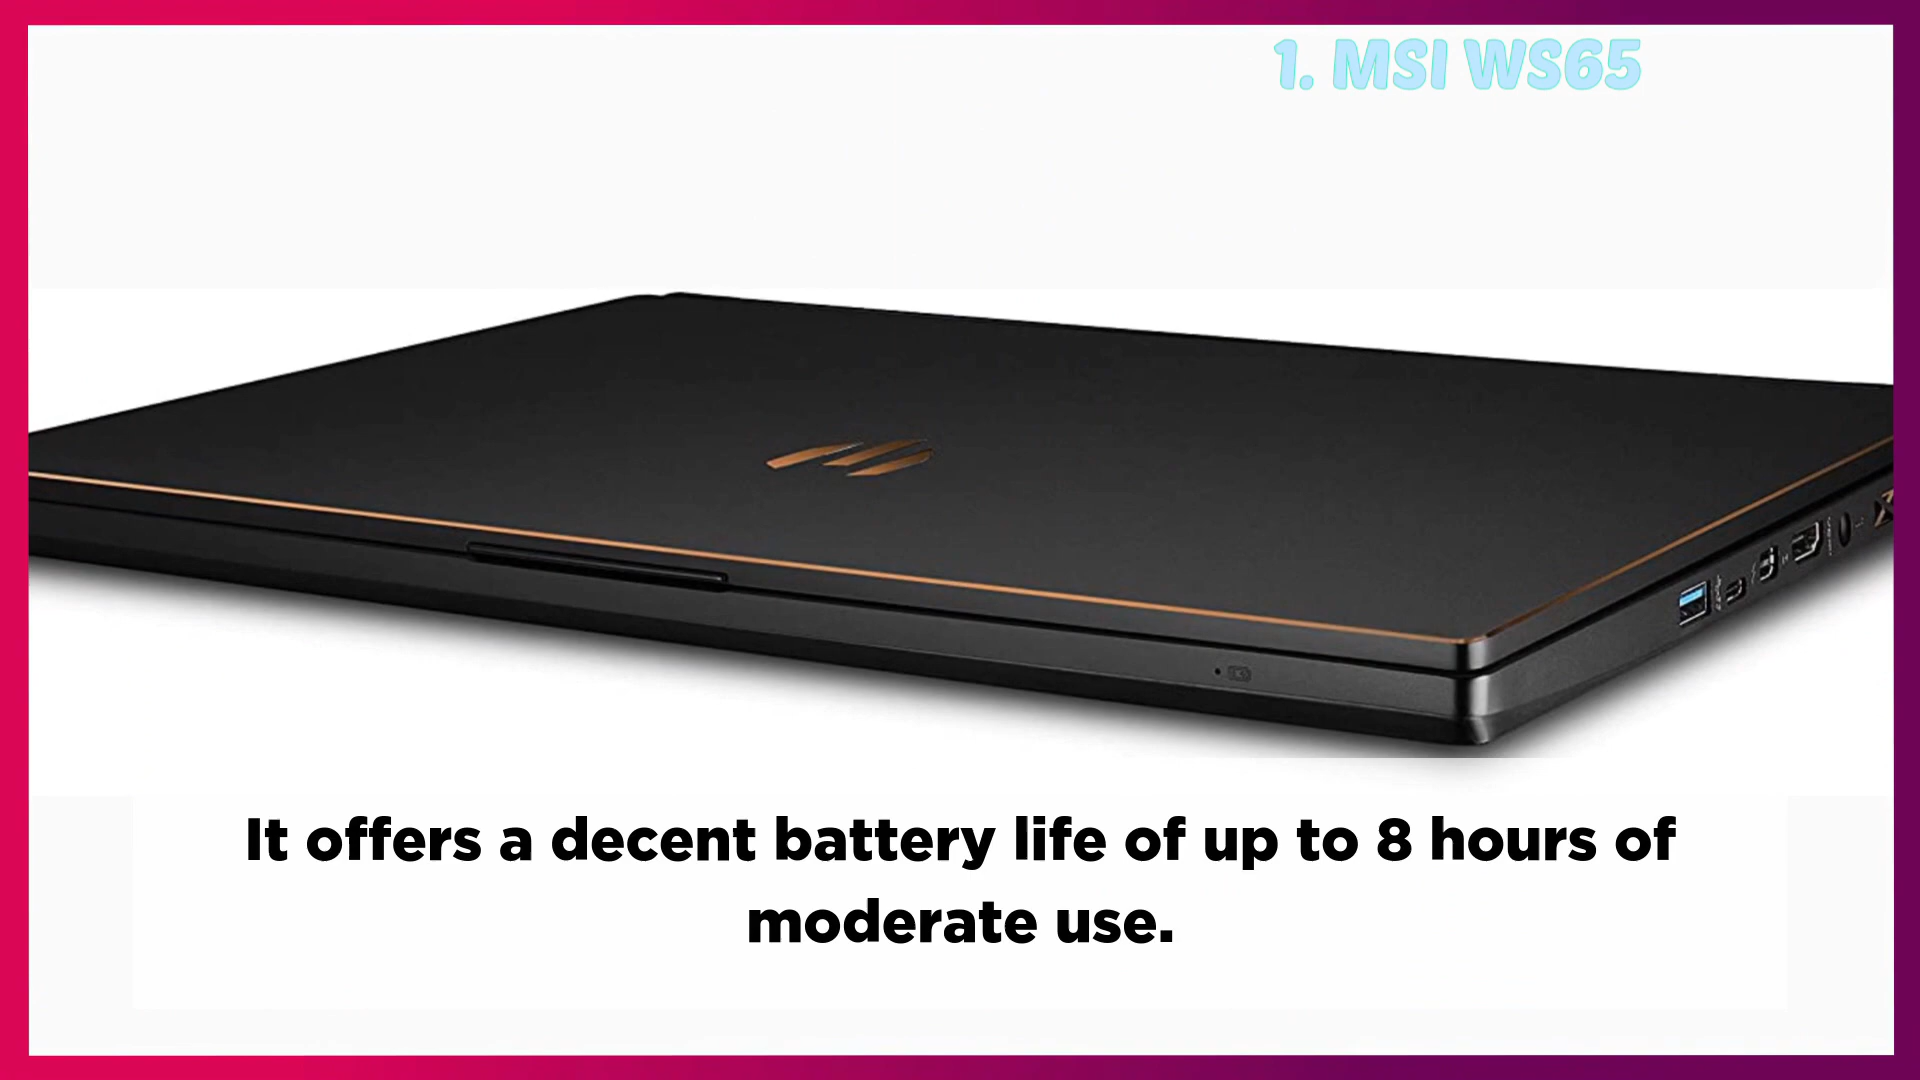 1. MSI WS65
It offers a decent battery life of up to 8 hours of
moderate use.